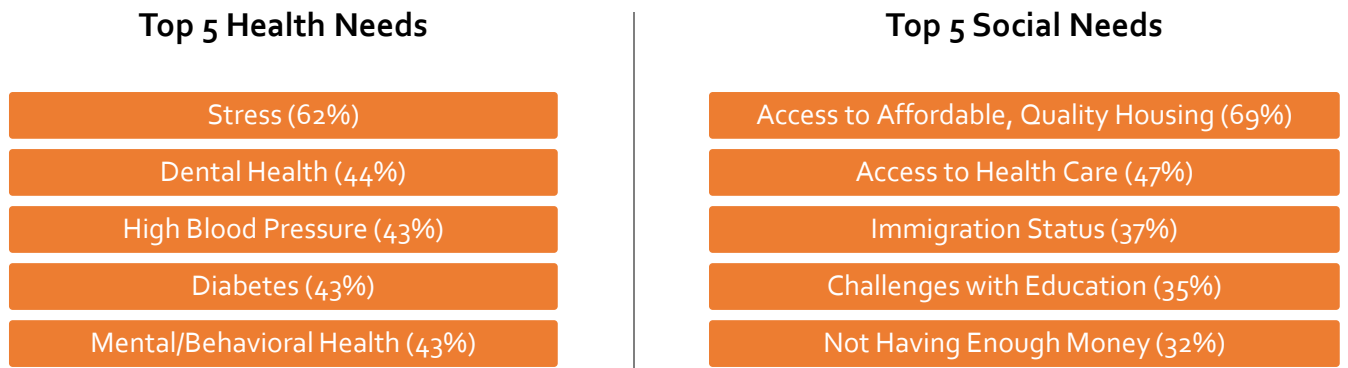 Top 5 Health Needs
Stress (62%)
Dental Health (44%)
High Blood Pressure (43%)
Diabetes (43%)
Mental/Behavioral Health (43%)
Top 5 Social Needs
Access to Affordable, Quality Housing (69%)
Access to Health Care (47%)
Immigration Status (37%)
Challenges with Education (35%)
Not Having Enough Money (32%)